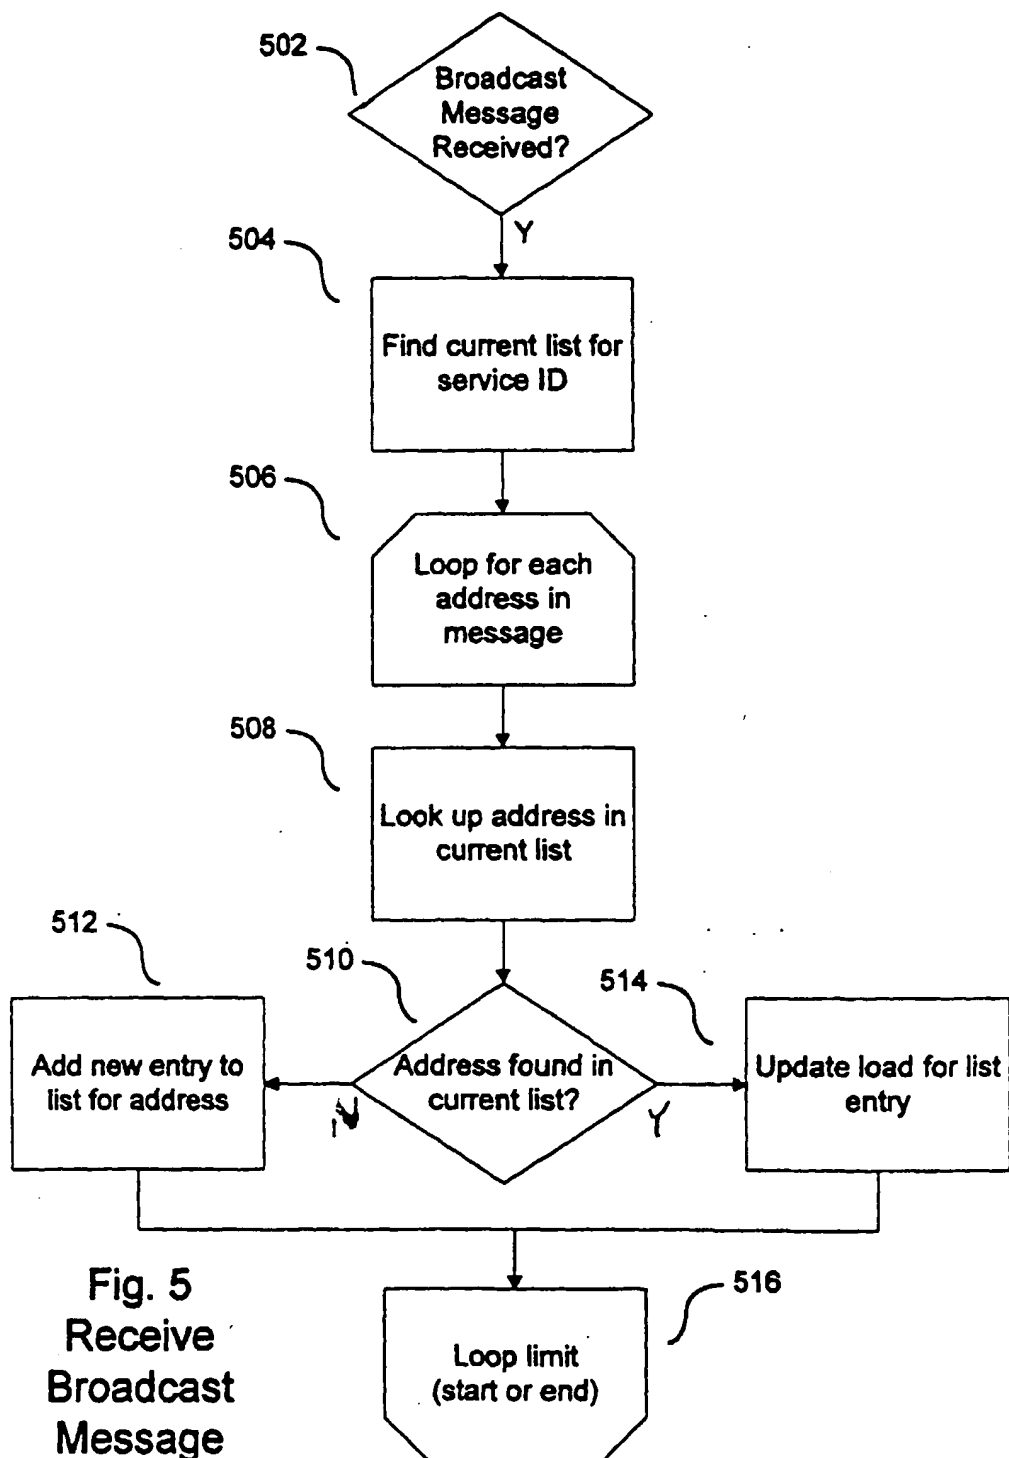 502
Broadcast
Message
Received?
Y
504
Find current list for
service ID
506
Loop for each
address in
message
508
Look up address in
current list
512
510
514
Add new entry to
list for address
Address found in
current list?
Update load for list
entry
N
Y
516
Loop limit
(start or end)
Fig. 5
Receive
Broadcast
Message